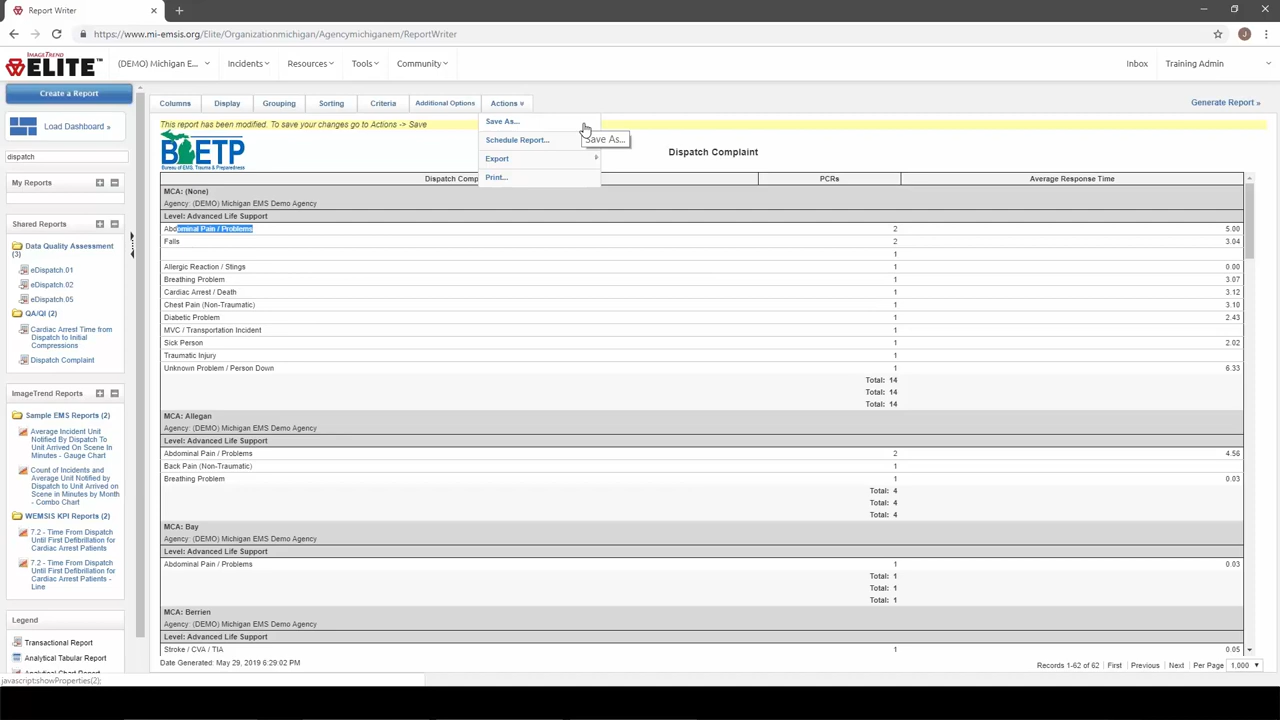 Report Writer
https://www.mi-emsis.org/Elite/Organizationmichigan/Agencymichiganem/ReportWriter
J
IMAGETREND
ELITE™
(DEMO) Michigan E...
Incidents
Resources
Tools
Community
Inbox
Training Admin
Create a Report
Columns
Display
Grouping
Sorting
Criteria
Additional Options
Actions
Generate Report »
Load Dashboard »
This report has been modified. To save your changes go to Actions -> Save
Save As...
Schedule Report...
Save As...
Export
Print...
dispatch
BETP
Bureau of EMS, Trauma & Preparedness
Dispatch Complaint
My Reports
Shared Reports
Data Quality Assessment
(3)
eDispatch.01
eDispatch.02
eDispatch.05
QA/QI (2)
Cardiac Arrest Time from
Dispatch to Initial
Compressions
Dispatch Complaint
ImageTrend Reports
Sample EMS Reports (2)
Average Incident Unit
Notified By Dispatch To
Unit Arrived On Scene In
Minutes - Gauge Chart
Count of Incidents and
Average Unit Notified by
Dispatch to Unit Arrived on
Scene in Minutes by Month
- Combo Chart
WEMSIS KPI Reports (2)
7.2 - Time From Dispatch
Until First Defibrillation for
Cardiac Arrest Patients
7.2 - Time From Dispatch
Until First Defibrillation for
Cardiac Arrest Patients -
Line
Legend
Transactional Report
Analytical Tabular Report
Analytical Chart Report
javascript:showProperties(2);
Dispatch Comp PCRs Average Response Time
MCA: (None)
Agency: (DEMO) Michigan EMS Demo Agency
Level: Advanced Life Support
Abdominal Pain / Problems 2 5.00
Falls 2 3.04
1
Allergic Reaction / Stings 1 0.00
Breathing Problem 1 3.07
Cardiac Arrest / Death 1 3.12
Chest Pain (Non-Traumatic) 1 3.10
Diabetic Problem 1 2.43
MVC / Transportation Incident 1
Sick Person 1 2.02
Traumatic Injury 1
Unknown Problem / Person Down 1 6.33
Total: 14
Total: 14
Total: 14
MCA: Allegan
Agency: (DEMO) Michigan EMS Demo Agency
Level: Advanced Life Support
Abdominal Pain / Problems 2 4.56
Back Pain (Non-Traumatic) 1
Breathing Problem 1 0.03
Total: 4
Total: 4
Total: 4
MCA: Bay
Agency: (DEMO) Michigan EMS Demo Agency
Level: Advanced Life Support
Abdominal Pain / Problems 1 0.03
Total: 1
Total: 1
Total: 1
MCA: Berrien
Agency: (DEMO) Michigan EMS Demo Agency
Level: Advanced Life Support
Stroke / CVA / TIA 1 0.05
Date Generated: May 29, 2019 6:29:02 PM
Records 1-62 of 62 First Previous Next Per Page 1,000